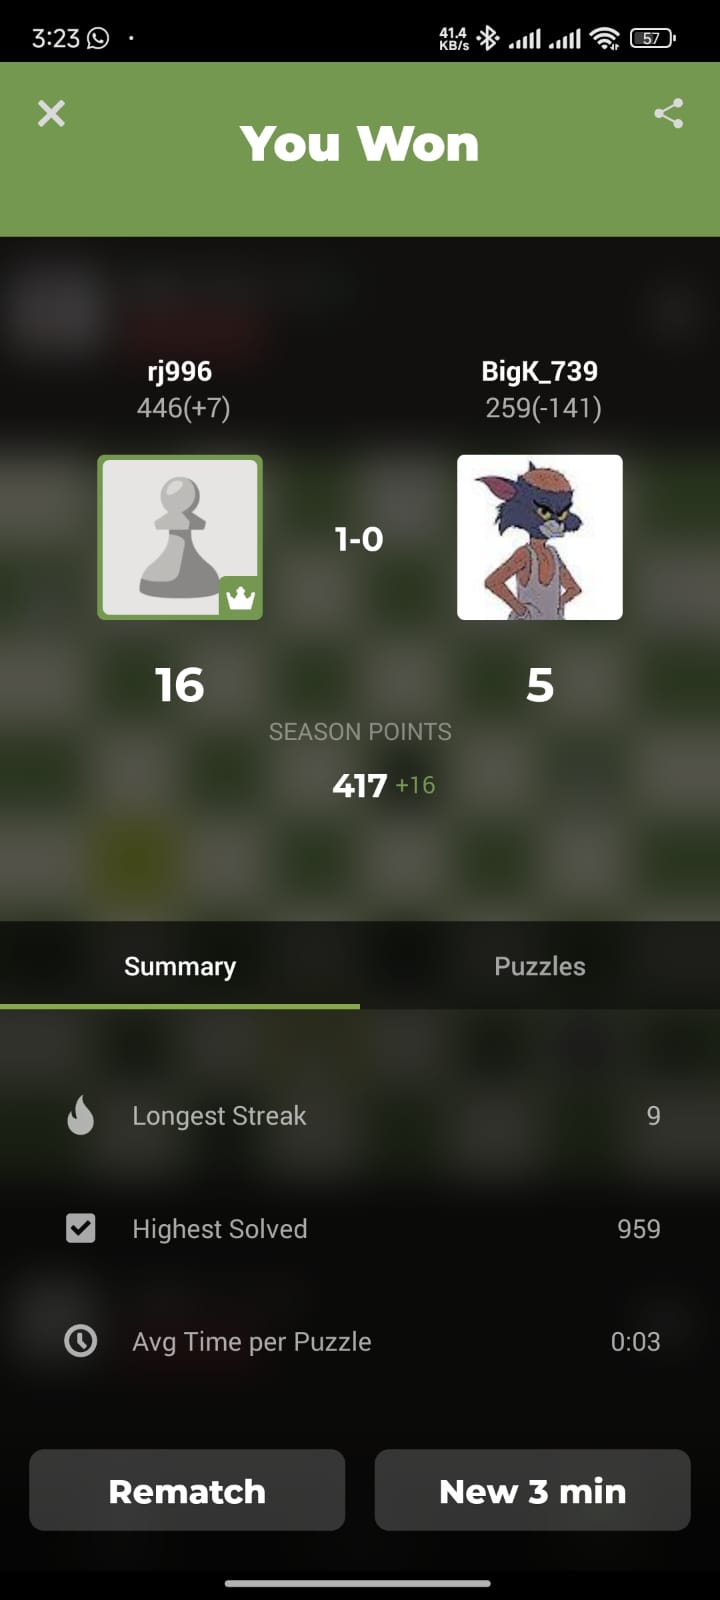 3:23
41.4
KB/s
57
You Won
rj996
BigK_739
446(+7)
259(-141)
1-0
16
5
SEASON POINTS
417 +16
Summary
Puzzles
Longest Streak
9
Highest Solved
959
Avg Time per Puzzle
0:03
Rematch
New 3 min